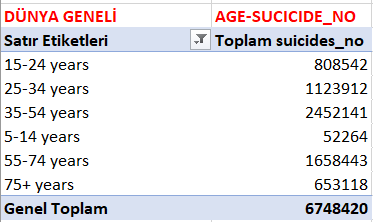 DÜNYA GENELİ AGE-SUCICIDE_NO
Satır Etiketleri Toplam suicides_no
15-24 years 808542
25-34 years 1123912
35-54 years 2452141
5-14 years 52264
55-74 years 1658443
75+ years 653118
Genel Toplam 6748420